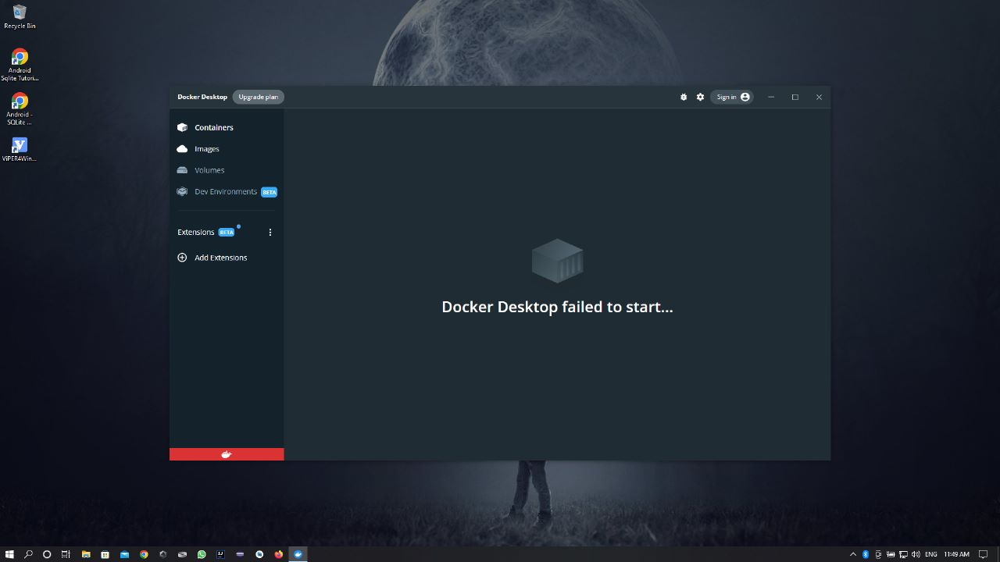 Recycle Bin
Android
Sqlite Tutori...
Android -
SQLite ...
ViPER4Win...
Docker Desktop
Upgrade plan
Sign in
Containers
Images
Volumes
Dev Environments BETA
Extensions BETA
Add Extensions
Docker Desktop failed to start...
ENG
11:49 AM